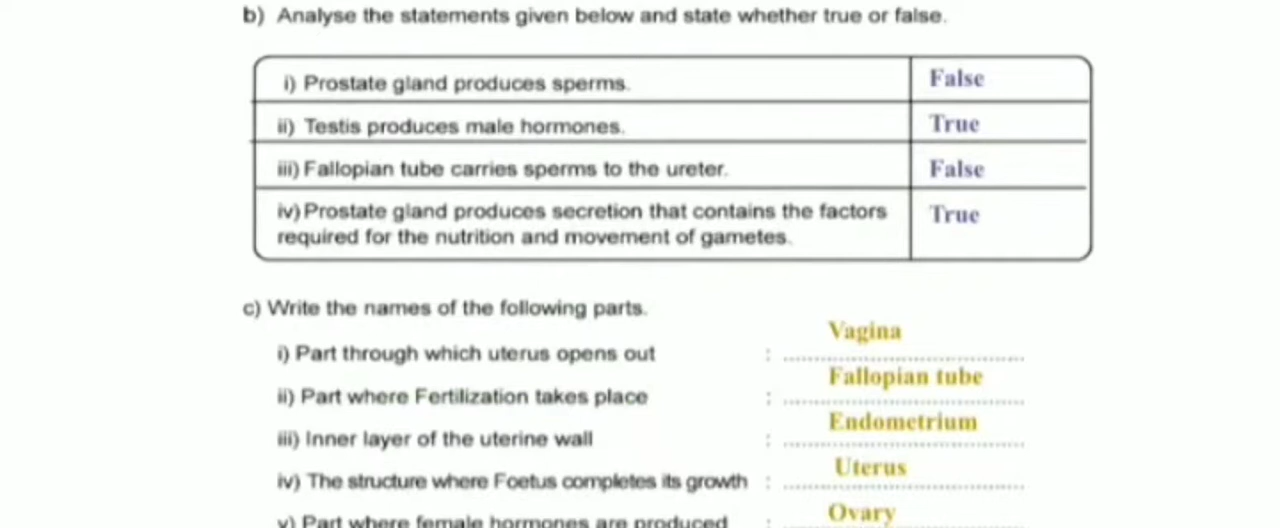 b) Analyse the statements given below and state whether true or false.
i) Prostate gland produces sperms. False
ii) Testis produces male hormones. True
iii) Fallopian tube carries sperms to the ureter. False
iv) Prostate gland produces secretion that contains the factors True
required for the nutrition and movement of gametes.
c) Write the names of the following parts.
i) Part through which uterus opens out : Vagina
ii) Part where Fertilization takes place : Fallopian tube
iii) Inner layer of the uterine wall : Endometrium
iv) The structure where Foetus completes its growth : Uterus
v) Part where female hormones are produced : Ovary